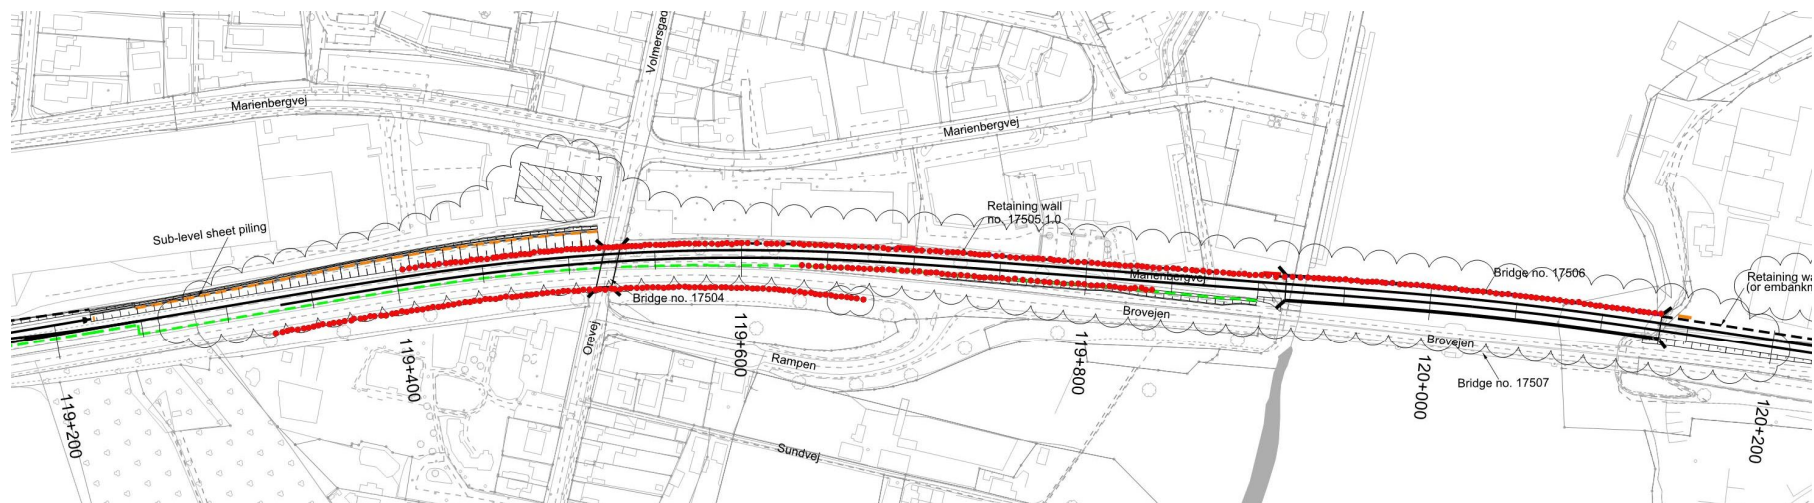 Volmersgad
Marienbergvej
Marienbergvej
Sub-level sheet piling
Retaining wall
no. 17505.1.0
Marienbergvej
Bridge no. 17506
Retaining wa
(or embankm
Bridge no. 17504
Orevej
Brovejen
Brovejen
Rampen
Bridge no. 17507
119+200
119+400
119+600
119+800
120+000
120+200
Sundvej